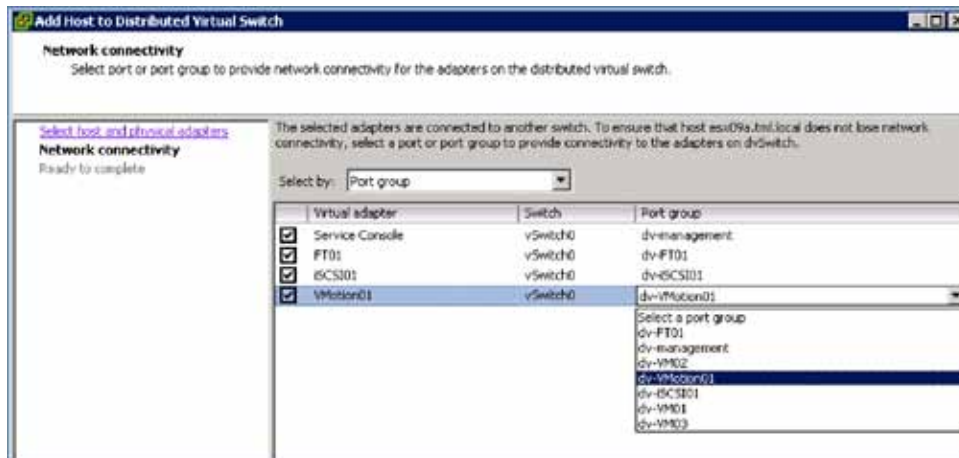 Add Host to Distributed Virtual Switch
Network connectivity
Select port or port group to provide network connectivity for the adapters on the distributed virtual switch.
Select host and physical adapters
Network connectivity
Ready to complete
The selected adapters are connected to another switch. To ensure that host esx09a.tml.local does not lose network
connectivity, select a port or port group to provide connectivity to the adapters on dvSwitch.
Select by: Port group
Virtual adapter Switch Port group
Service Console vSwitch0 dv-management
FT01 vSwitch0 dv-FT01
iSCSI01 vSwitch0 dv-iSCSI01
VMotion01 vSwitch0 dv-VMotion01
Select a port group
dv-FT01
dv-management
dv-VM02
dv-VMotion01
dv-iSCSI01
dv-VM01
dv-VM03